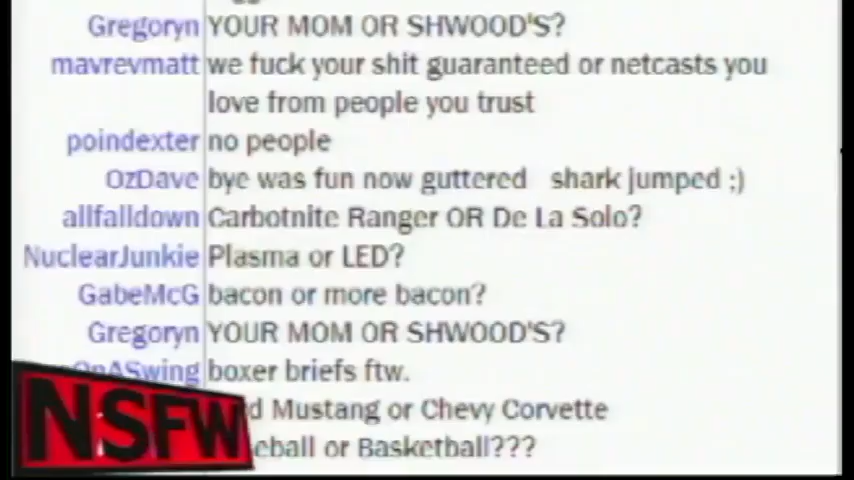 Gregoryn YOUR MOM OR SHWOOD'S?
mavrevmatt we fuck your shit guaranteed or netcasts you
love from people you trust
poindexter no people
OzDave bye was fun now guttered shark jumped ;)
allfalldown Carbotnite Ranger OR De La Solo?
NuclearJunkie Plasma or LED?
GabeMcG bacon or more bacon?
Gregoryn YOUR MOM OR SHWOOD'S?
boxer briefs ftw.
Mustang or Chevy Corvette
or Basketball???
NSFW